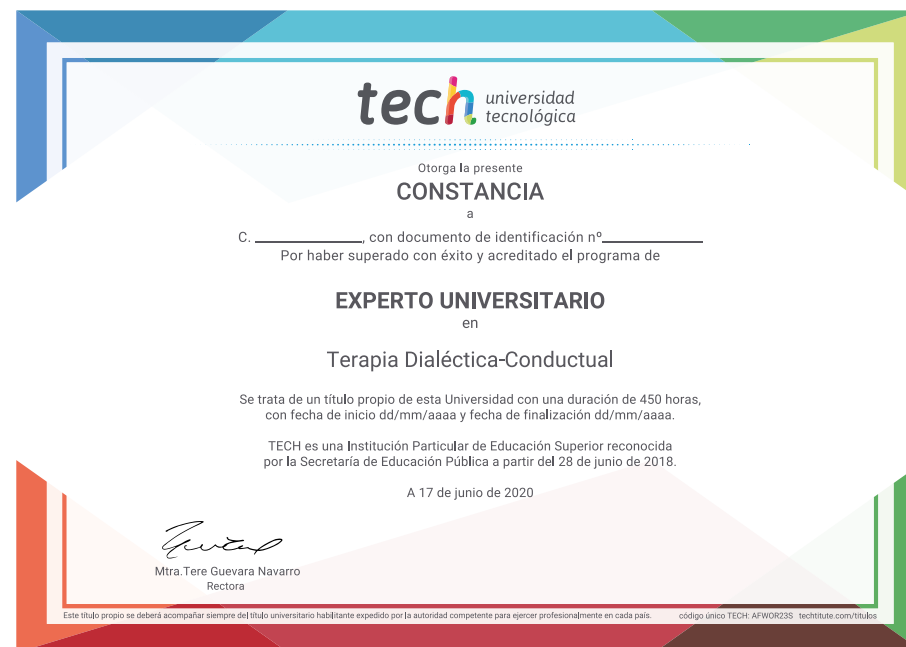 tech universidad
tecnológica
Otorga la presente
CONSTANCIA
a
C. ____________, con documento de identificación nº____________
Por haber superado con éxito y acreditado el programa de
EXPERTO UNIVERSITARIO
en
Terapia Dialéctica-Conductual
Se trata de un título propio de esta Universidad con una duración de 450 horas,
con fecha de inicio dd/mm/aaaa y fecha de finalización dd/mm/aaaa.
TECH es una Institución Particular de Educación Superior reconocida
por la Secretaría de Educación Pública a partir del 28 de junio de 2018.
A 17 de junio de 2020
Mtra.Tere Guevara Navarro
Rectora
Este título propio se deberá acompañar siempre del título universitario habilitante expedido por la autoridad competente para ejercer profesionalmente en cada país. código único TECH: AFWOR23S techtitute.com/titulos